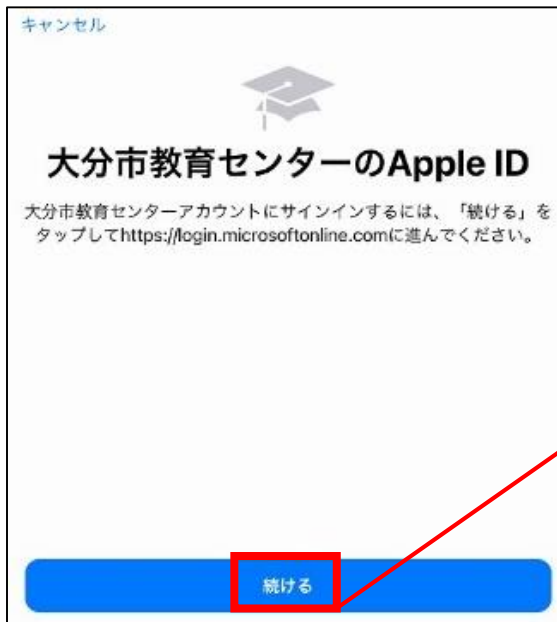 キャンセル
大分市教育センターのApple ID
大分市教育センターアカウントにサインインするには、「続ける」を
タップしてhttps://login.microsoftonline.comに進んでください。
続ける